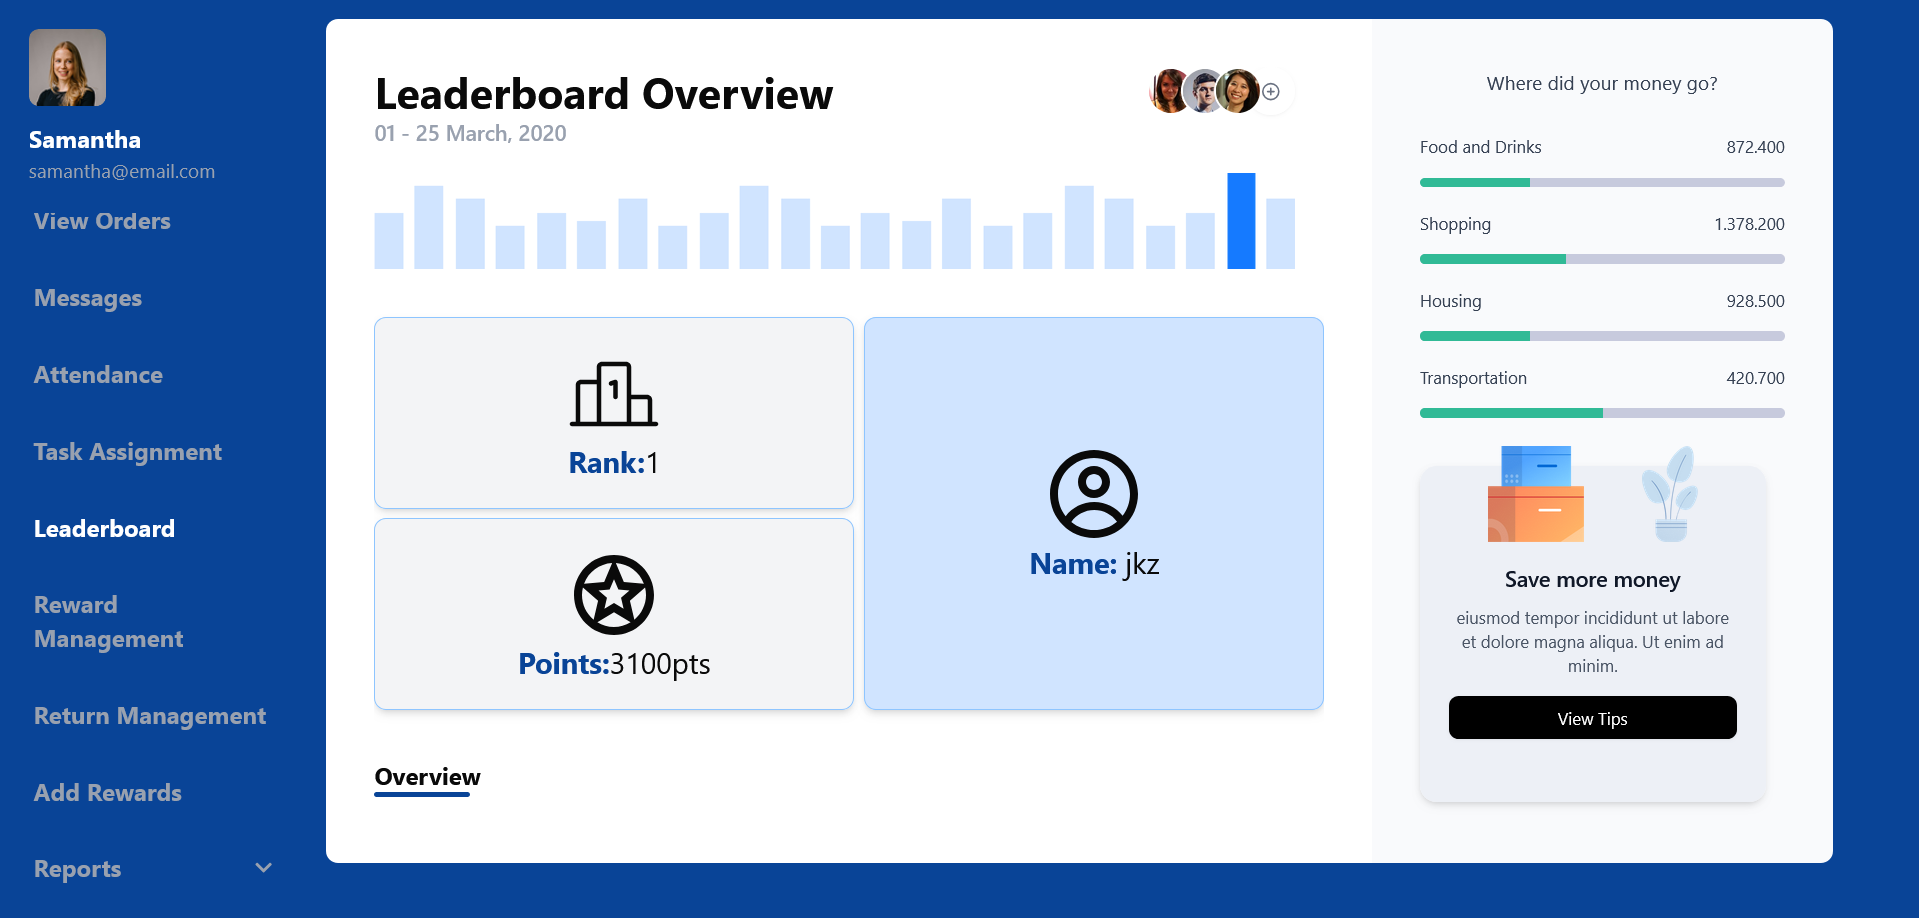 Samantha
samantha@email.com
View Orders
Messages
Attendance
Task Assignment
Leaderboard
Reward
Management
Return Management
Add Rewards
Reports
Leaderboard Overview
01 - 25 March, 2020
1
Rank:1
Points:3100pts
Name: jkz
Overview
Where did your money go?
Food and Drinks 872.400
Shopping 1.378.200
Housing 928.500
Transportation 420.700
Save more money
eiusmod tempor incididunt ut labore
et dolore magna aliqua. Ut enim ad
minim.
View Tips